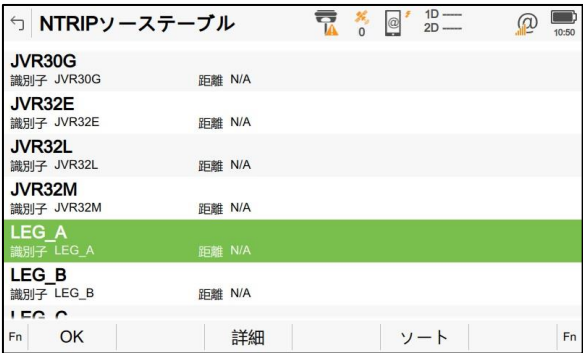 NTRIPソーステーブル
0
@
1D ----
2D ----
@
10:50
JVR30G
識別子 JVR30G 距離 N/A
JVR32E
識別子 JVR32E 距離 N/A
JVR32L
識別子 JVR32L 距離 N/A
JVR32M
識別子 JVR32M 距離 N/A
LEG_A
識別子 LEG_A 距離 N/A
LEG_B
識別子 LEG_B 距離 N/A
LEG_C
Fn OK 詳細 ソート Fn